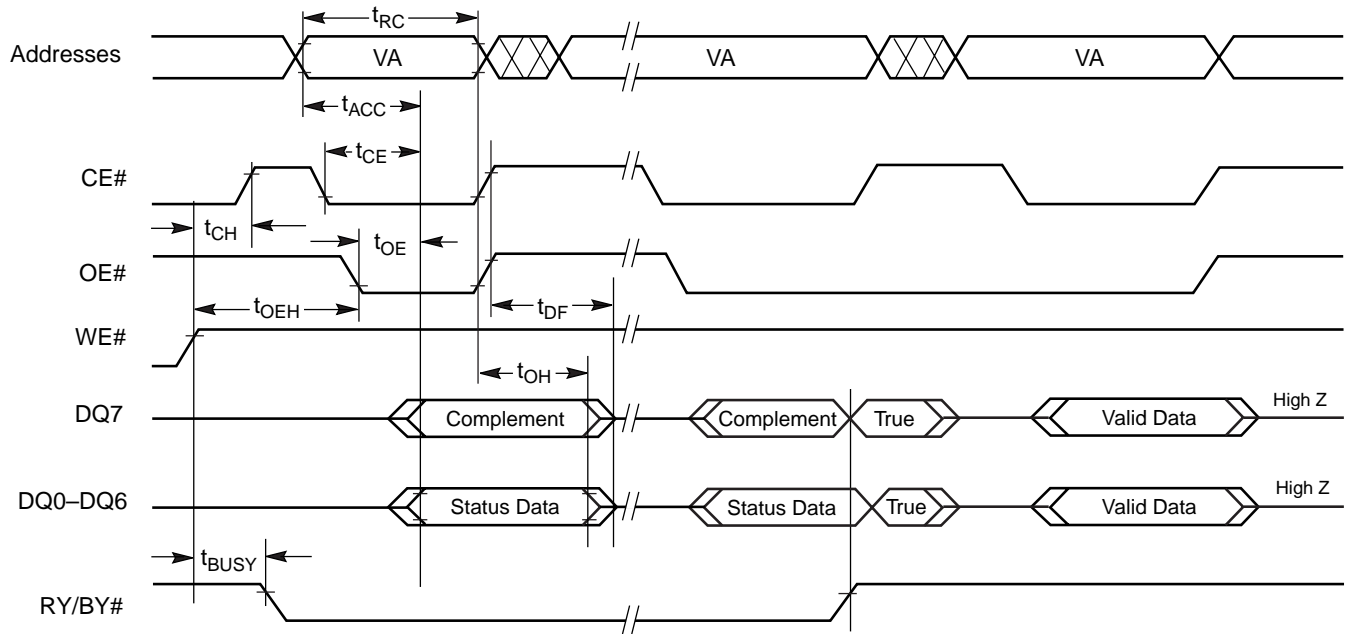 tRC
Addresses VA VA VA
tACC
tCE
CE#
tCH
tOE
OE#
tOEH tDF
WE#
tOH
DQ7 Complement Complement True Valid Data High Z
DQ0–DQ6 Status Data Status Data True Valid Data High Z
tBUSY
RY/BY#